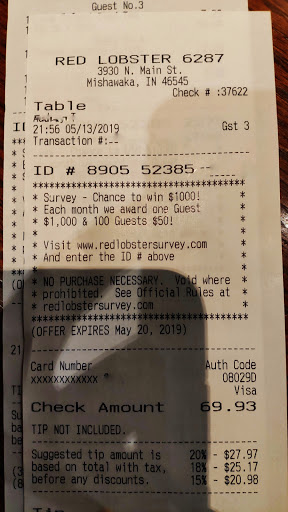 Guest No.3
RED LOBSTER 6287
3930 N. Main St.
Mishawaka, IN 46545
Check # :37622
Table
21:56 05/13/2019 Gst 3
Transaction #:--
ID # 8905 52385
************************************
* Survey - Chance to win $1000! *
* Each month we award one Guest *
* $1,000 & 100 Guests $50! *
* *
* Visit www.redlobstersurvey.com *
* And enter the ID # above *
* *
* NO PURCHASE NECESSARY. Void where *
* prohibited. See Official Rules at *
* redlobstersurvey.com *
************************************
(OFFER EXPIRES May 20, 2019)
Card Number Auth Code
XXXXXXXXXXXX 08029D
Visa
Check Amount 69.93
TIP NOT INCLUDED.
Suggested tip amount is 20% - $27.97
based on total with tax, 18% - $25.17
before any discounts. 15% - $20.98